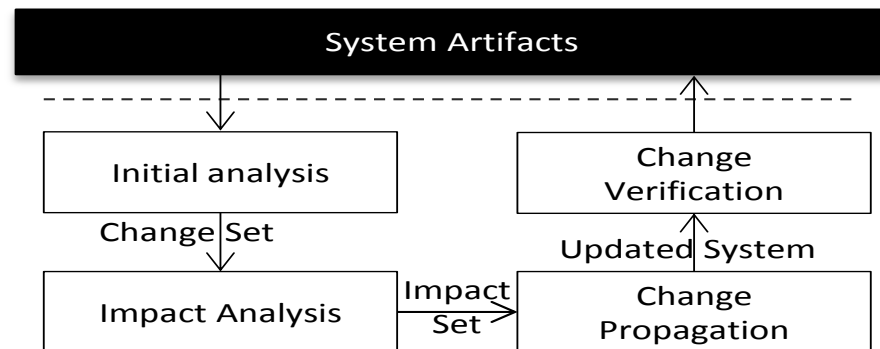 System Artifacts
Initial analysis
Change
Verification
Change Set
Updated System
Impact Analysis
Impact
Set
Change
Propagation